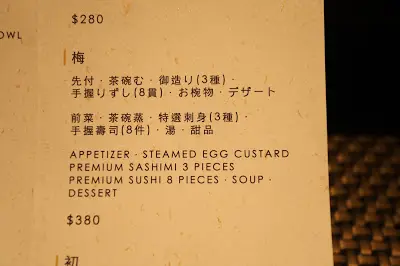 $280
OWL
梅
先付・茶碗む・御造り(3種)・
手握りずし(8貫)・お椀物・デザート
前菜・茶碗蒸・特選刺身(3種)・
手握壽司(8件)・湯・甜品
APPETIZER · STEAMED EGG CUSTARD
PREMIUM SASHIMI 3 PIECES
PREMIUM SUSHI 8 PIECES · SOUP ·
DESSERT
$380
初